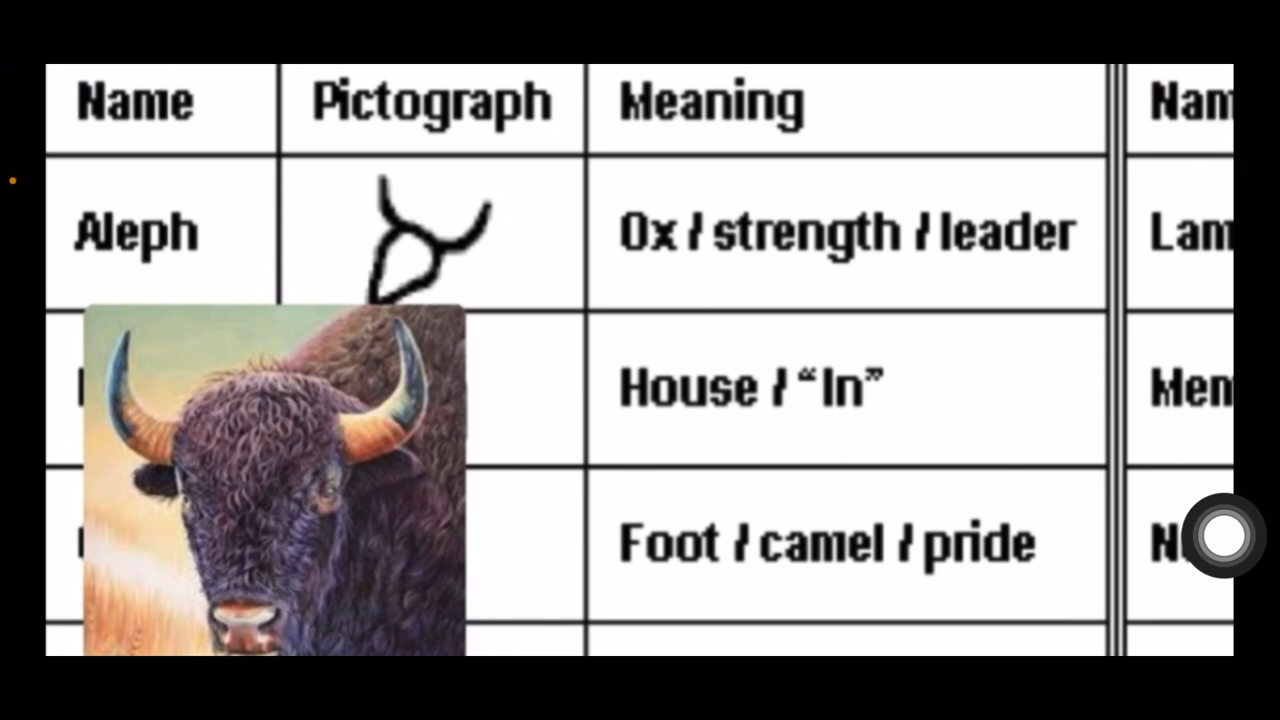 Name Pictograph Meaning
Aleph Ox / strength / leader
House / “In”
Foot / camel / pride